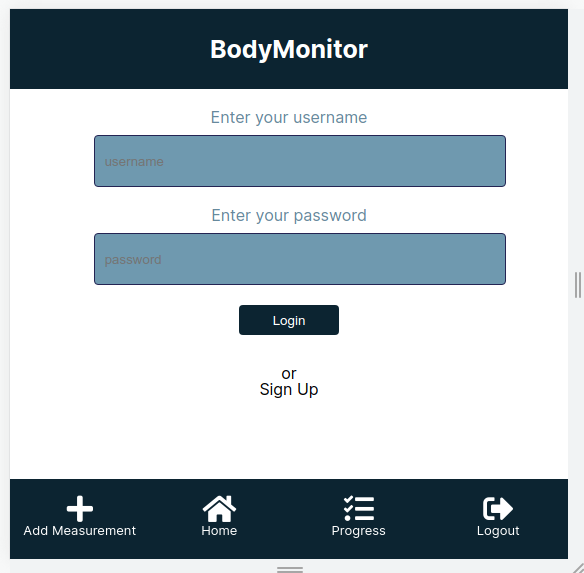 BodyMonitor
Enter your username
username
Enter your password
password
Login
or
Sign Up
Add Measurement
Home
Progress
Logout